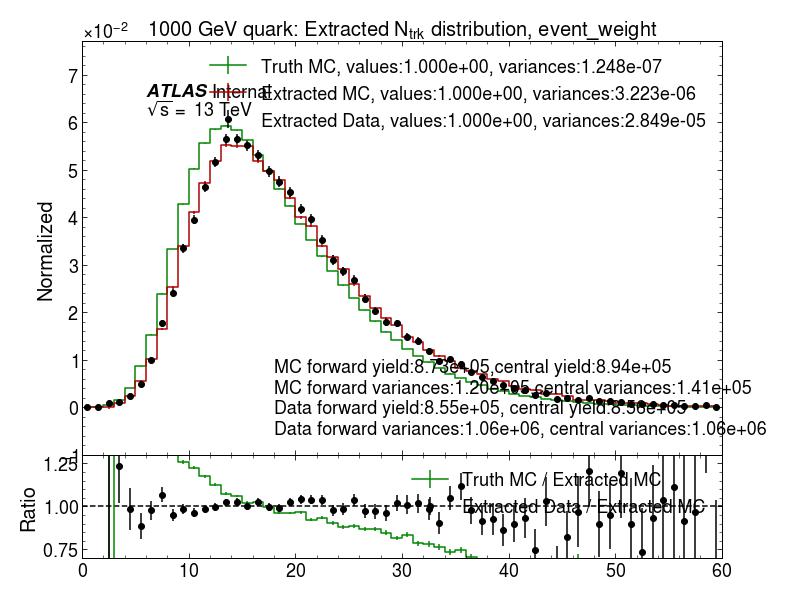 ×10⁻² 1000 GeV quark: Extracted N_trk distribution, event_weight
Truth MC, values:1.000e+00, variances:1.248e-07
ATLAS Internal
Extracted MC, values:1.000e+00, variances:3.223e-06
√s = 13 TeV
Extracted Data, values:1.000e+00, variances:2.849e-05
7
6
5
4
3
2
1
0
Normalized
MC forward yield:8.73e+05,central yield:8.94e+05
MC forward variances:1.20e+05,central variances:1.41e+05
Data forward yield:8.55e+05, central yield:8.56e+05
Data forward variances:1.06e+06, central variances:1.06e+06
1.25
1.00
0.75
Ratio
Truth MC / Extracted MC
Extracted Data / Extracted MC
0 10 20 30 40 50 60